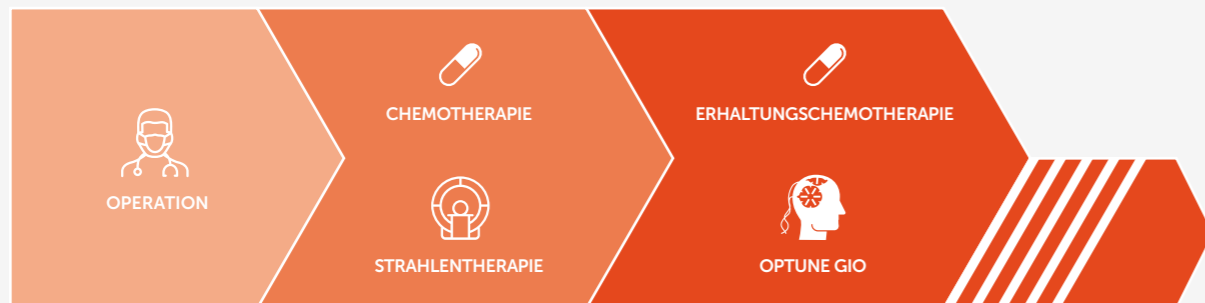 OPERATION
CHEMOTHERAPIE
STRAHLENTHERAPIE
ERHALTUNGSCHEMOTHERAPIE
OPTUNE GIO